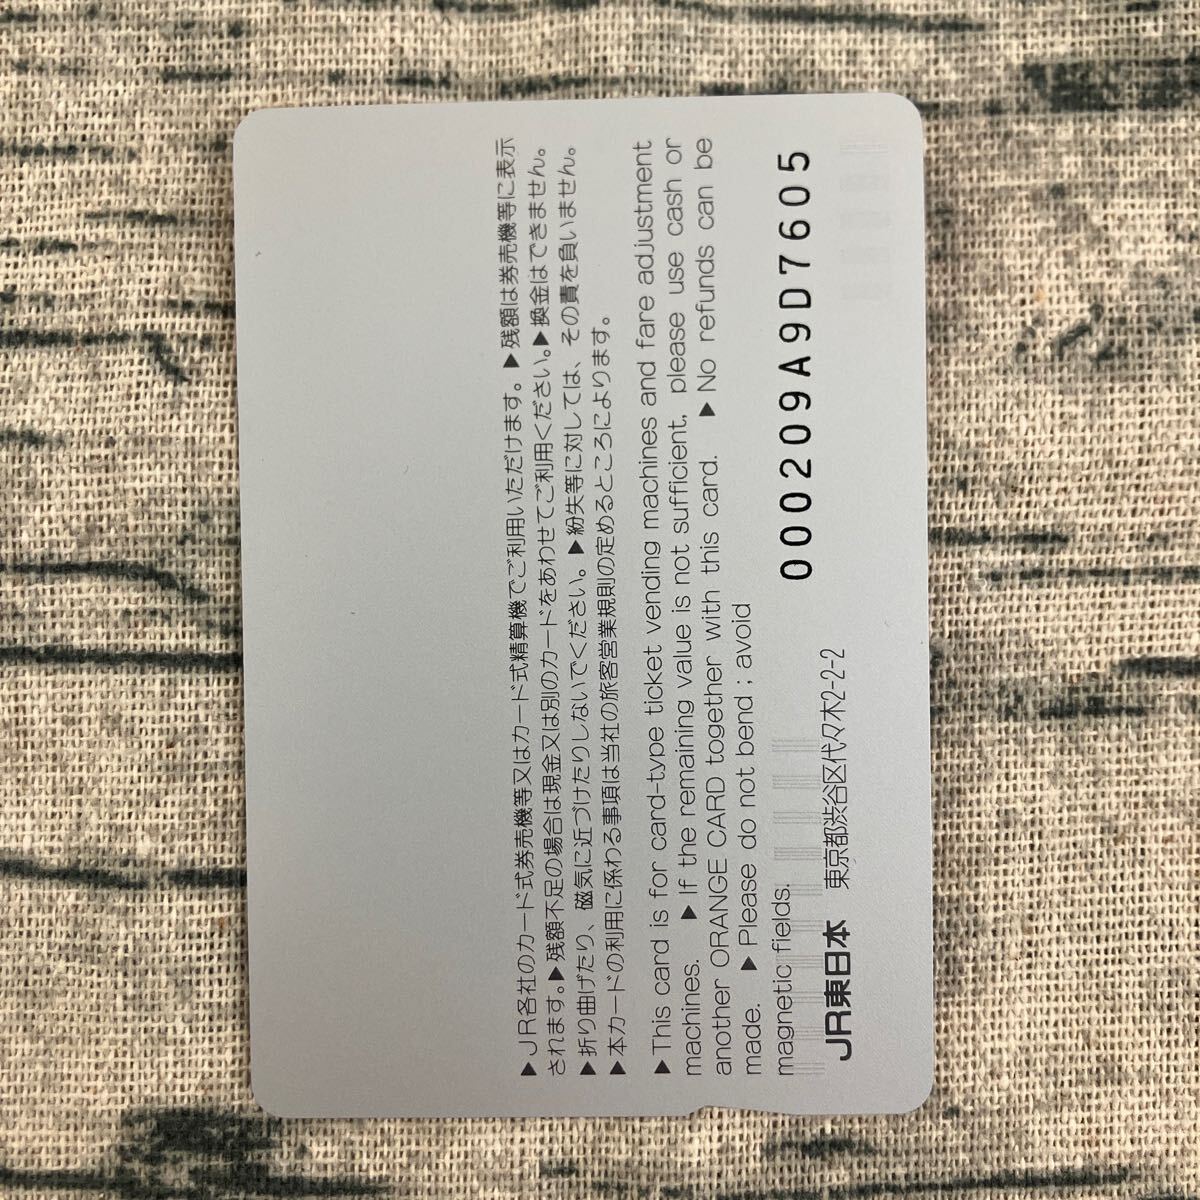 ▶JR各社のカード式券売機等又はカード式精算機でご利用いただけます。▶残額は券売機等に表示
されます。▶残額不足の場合は現金又は別のカードをあわせてご利用ください。▶換金はできません。
▶折り曲げたり、磁気に近づけたりしないでください。▶紛失等に対しては、その責を負いません。
▶本カードの利用に係わる事項は当社の旅客営業規則の定めるところによります。
▶This card is for card-type ticket vending machines and fare adjustment
machines. ▶If the remaining value is not sufficient, please use cash or
another ORANGE CARD together with this card. ▶No refunds can be
made. ▶Please do not bend ; avoid
magnetic fields.
000209A9D7605
JR東日本 東京都渋谷区代々木2-2-2